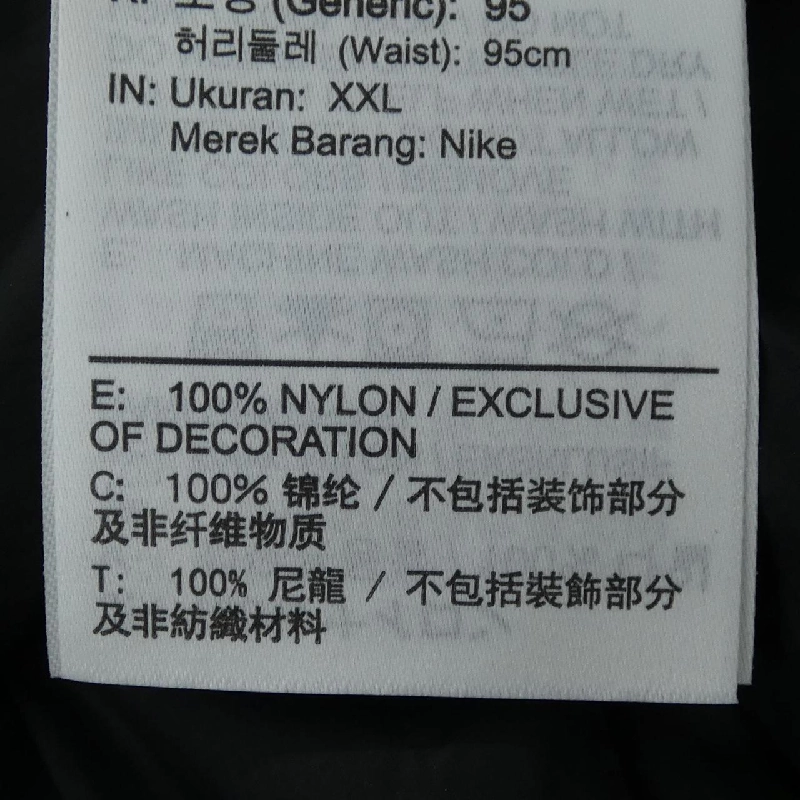 (Generic): 95
허리둘레 (Waist): 95cm
IN: Ukuran: XXL
Merek Barang: Nike
E: 100% NYLON / EXCLUSIVE
OF DECORATION
C: 100% 锦纶 / 不包括装饰部分
及非纤维物质
T: 100% 尼龍 / 不包括裝飾部分
及非紡織材料